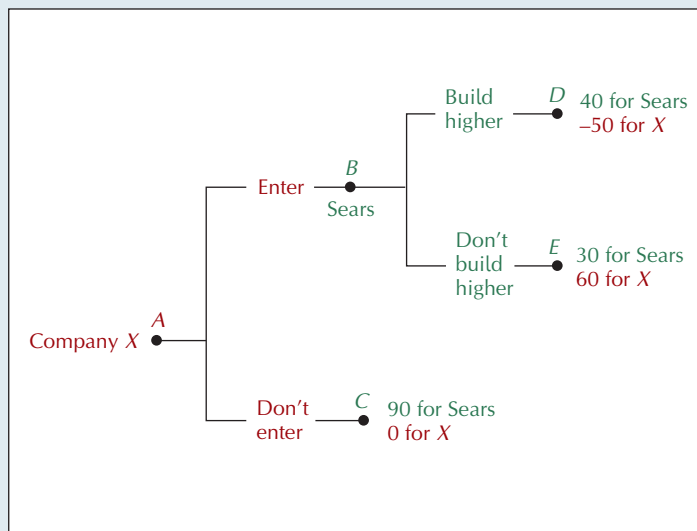 Build
higher
D
40 for Sears
–50 for X
Enter
B
Sears
Don't
build
higher
E
30 for Sears
60 for X
Company X
A
Don't
enter
C
90 for Sears
0 for X